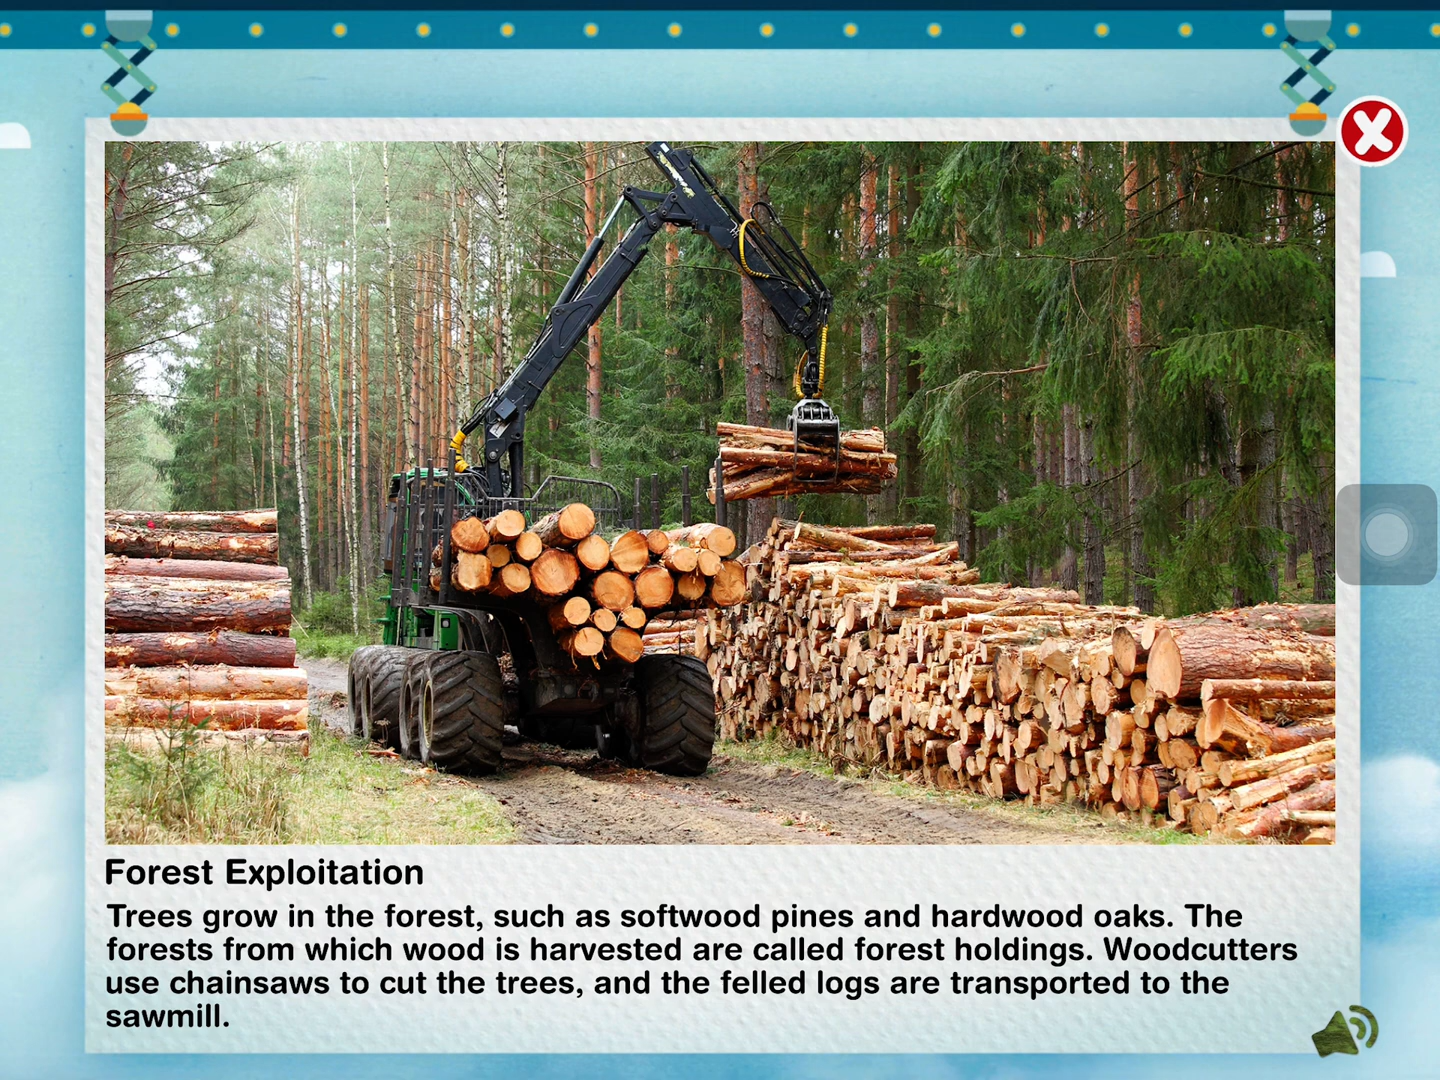 Forest Exploitation
Trees grow in the forest, such as softwood pines and hardwood oaks. The
forests from which wood is harvested are called forest holdings. Woodcutters
use chainsaws to cut the trees, and the felled logs are transported to the
sawmill.